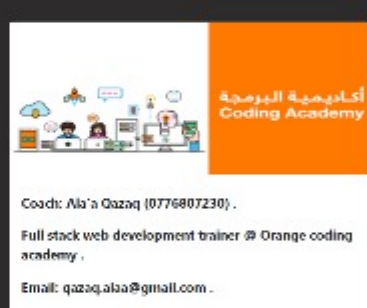 أكاديمية البرمجة
Coding Academy
Coach: Ala'a Qazaq (0776807230) .
Full stack web development trainer @ Orange coding
academy .
Email: qazaq.alaa@gmail.com .